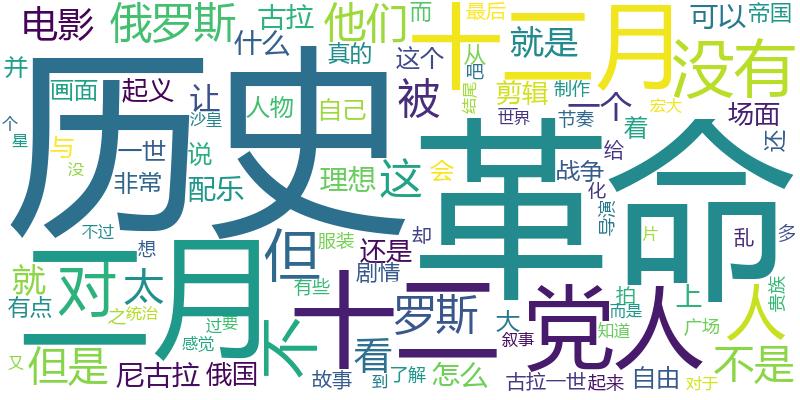 电影
俄罗斯
古拉
他们
而
最后
十二月
可以
帝国
什么
真的
这个
从
吧
就是
没有
并
画面
起义
让
人物
自己
被
结尾
剪辑
制作
一个
宏大
场面
个
星
历史
沙皇
世界
节奏
着
还
与
一世
说
没
非常
配乐
理想
这
会
革命
战争
给
化
导演
片
乱
多
不过
想
对
二月
但
服装
还是
却
就
太
剧情
有点
有些
十二
罗斯
党人
拍
上
人
贵族
之
统治
过
要
不
大
而是
叙事
知道
广场
又
但是
感觉
看
尼古拉
俄国
故事
到
了解
怎么
古拉一世
起来
自由
对于
不是